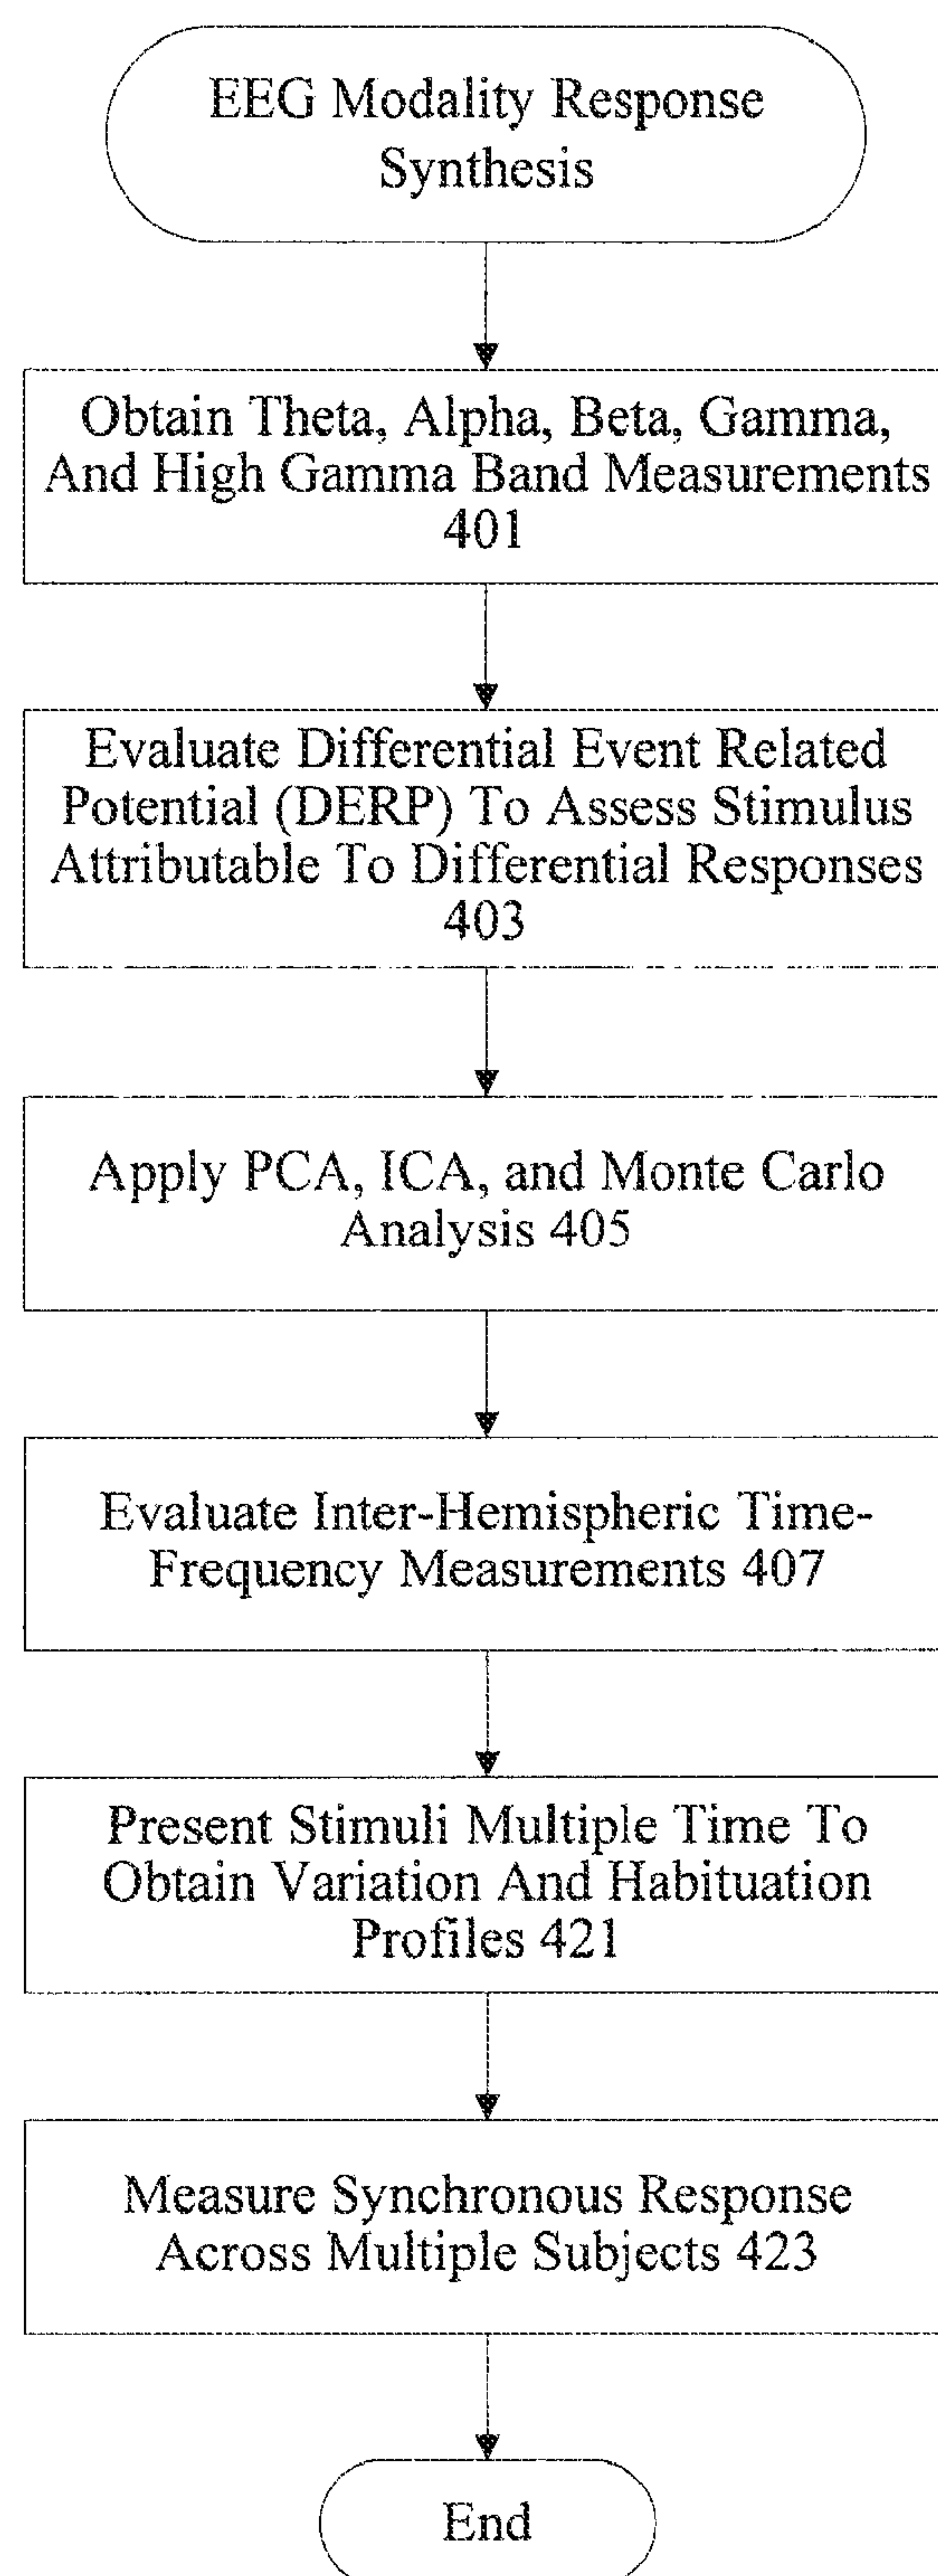 EEG Modality Response
Synthesis
Obtain Theta, Alpha, Beta, Gamma,
And High Gamma Band Measurements
401
Evaluate Differential Event Related
Potential (DERP) To Assess Stimulus
Attributable To Differential Responses
403
Apply PCA, ICA, and Monte Carlo
Analysis 405
Evaluate Inter-Hemispheric Time-
Frequency Measurements 407
Present Stimuli Multiple Time To
Obtain Variation And Habituation
Profiles 421
Measure Synchronous Response
Across Multiple Subjects 423
End